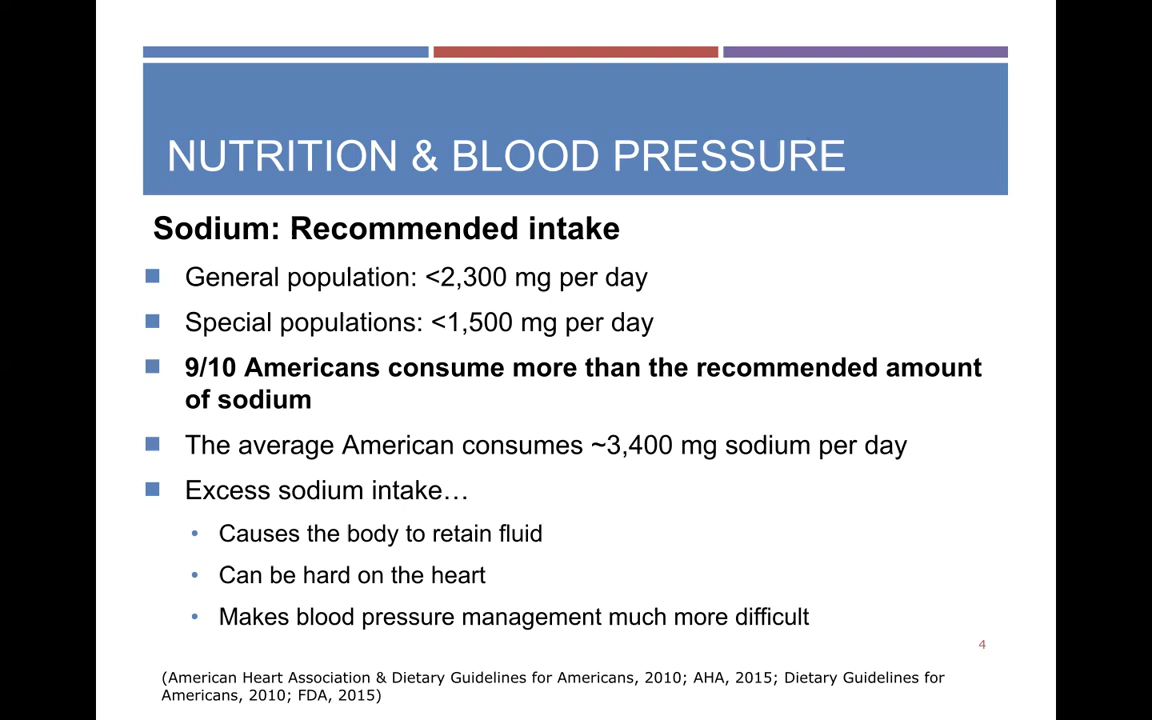 NUTRITION & BLOOD PRESSURE
Sodium: Recommended intake
General population: <2,300 mg per day
Special populations: <1,500 mg per day
9/10 Americans consume more than the recommended amount
of sodium
The average American consumes ~3,400 mg sodium per day
Excess sodium intake…
Causes the body to retain fluid
Can be hard on the heart
Makes blood pressure management much more difficult
4
(American Heart Association & Dietary Guidelines for Americans, 2010; AHA, 2015; Dietary Guidelines for
Americans, 2010; FDA, 2015)